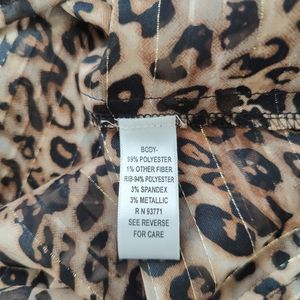 BODY-
99% POLYESTER
1% OTHER FIBER
RIB-94% POLYESTER
3% SPANDEX
3% METALLIC
R N 93771
SEE REVERSE
FOR CARE